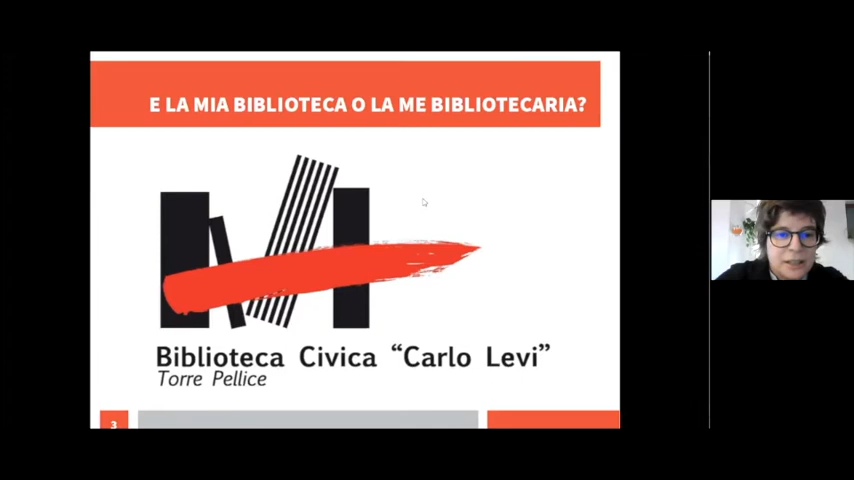 E LA MIA BIBLIOTECA O LA ME BIBLIOTECARIA?
Biblioteca Civica “Carlo Levi”
Torre Pellice
3